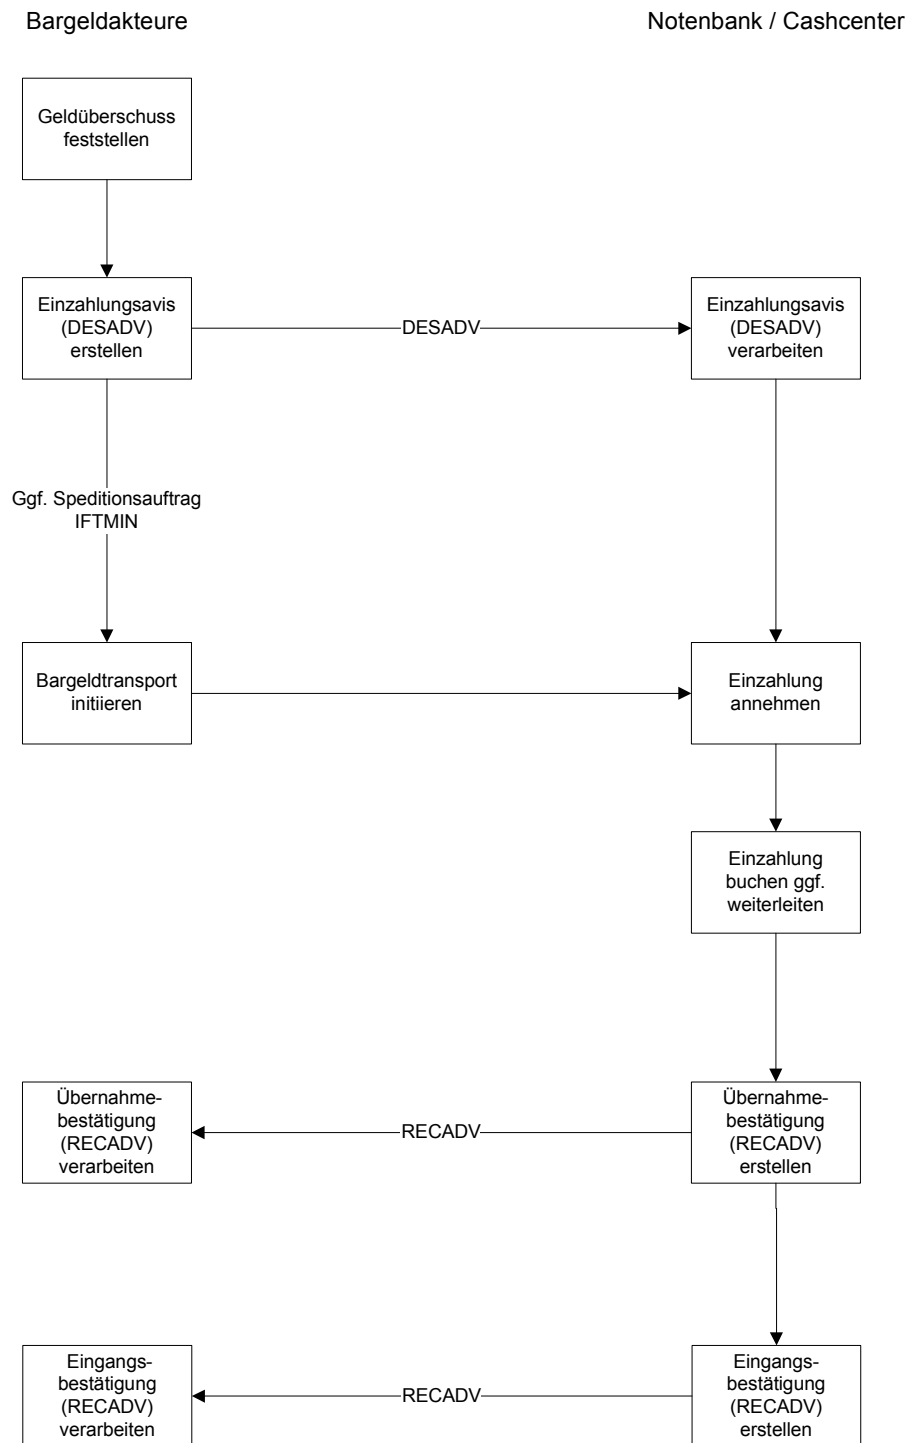 Bargeldakteure
Notenbank / Cashcenter
Geldüberschuss
feststellen
Einzahlungsavis
(DESADV)
erstellen
DESADV
Einzahlungsavis
(DESADV)
verarbeiten
Ggf. Speditionsauftrag
IFTMIN
Bargeldtransport
initiieren
Einzahlung
annehmen
Einzahlung
buchen ggf.
weiterleiten
Übernahme-
bestätigung
(RECADV)
verarbeiten
RECADV
Übernahme-
bestätigung
(RECADV)
erstellen
Eingangs-
bestätigung
(RECADV)
verarbeiten
RECADV
Eingangs-
bestätigung
(RECADV)
erstellen